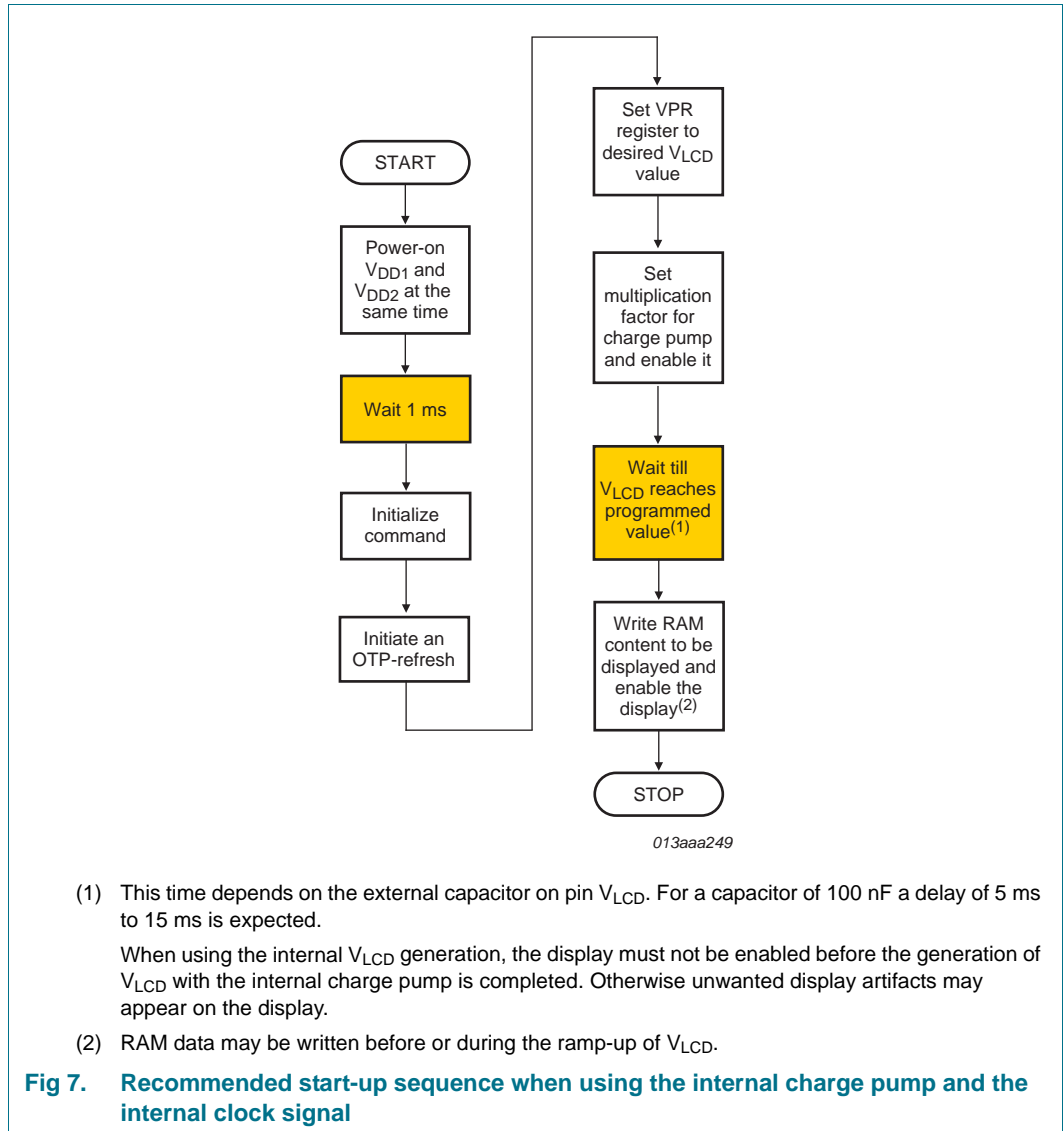 START
Power-on
VDD1 and
VDD2 at the
same time
Wait 1 ms
Initialize
command
Initiate an
OTP-refresh
Set VPR
register to
desired VLCD
value
Set
multiplication
factor for
charge pump
and enable it
Wait till
VLCD reaches
programmed
value(1)
Write RAM
content to be
displayed and
enable the
display(2)
STOP
013aaa249
(1) This time depends on the external capacitor on pin VLCD. For a capacitor of 100 nF a delay of 5 ms
to 15 ms is expected.
When using the internal VLCD generation, the display must not be enabled before the generation of
VLCD with the internal charge pump is completed. Otherwise unwanted display artifacts may
appear on the display.
(2) RAM data may be written before or during the ramp-up of VLCD.
Fig 7. Recommended start-up sequence when using the internal charge pump and the
internal clock signal